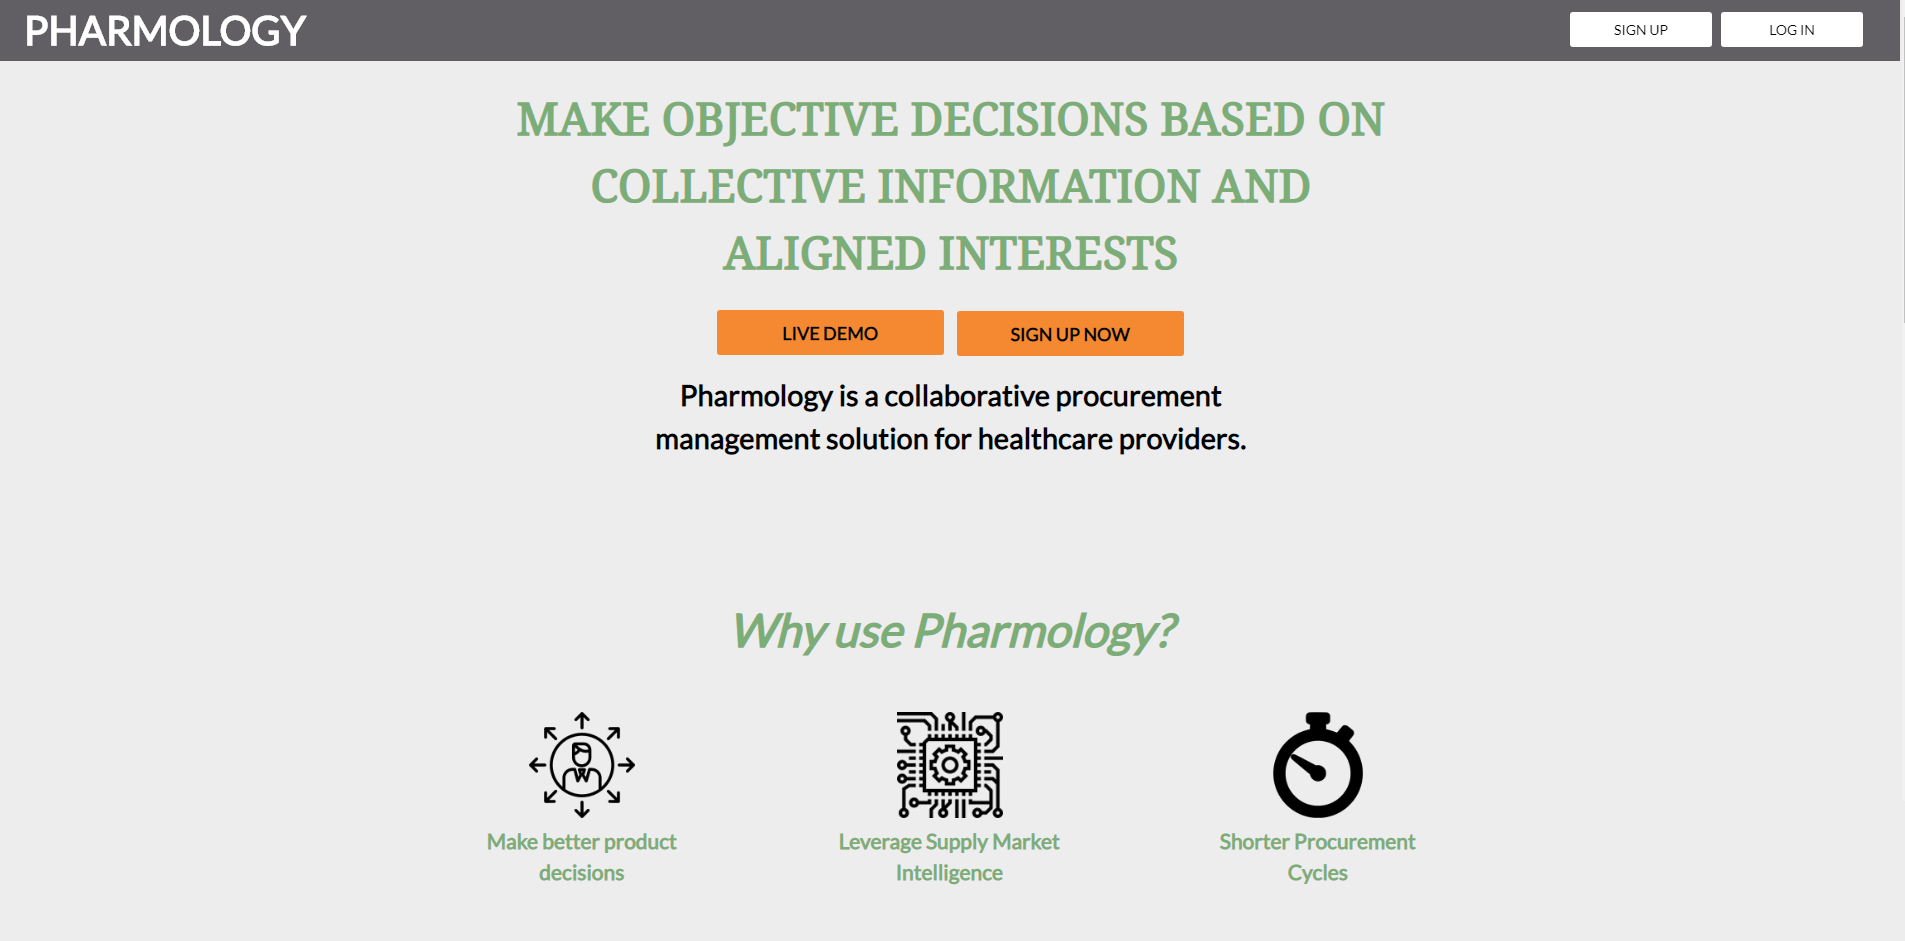 PHARMOLOGY
SIGN UP
LOG IN
MAKE OBJECTIVE DECISIONS BASED ON
COLLECTIVE INFORMATION AND
ALIGNED INTERESTS
LIVE DEMO
SIGN UP NOW
Pharmology is a collaborative procurement
management solution for healthcare providers.
Why use Pharmology?
Make better product
decisions
Leverage Supply Market
Intelligence
Shorter Procurement
Cycles